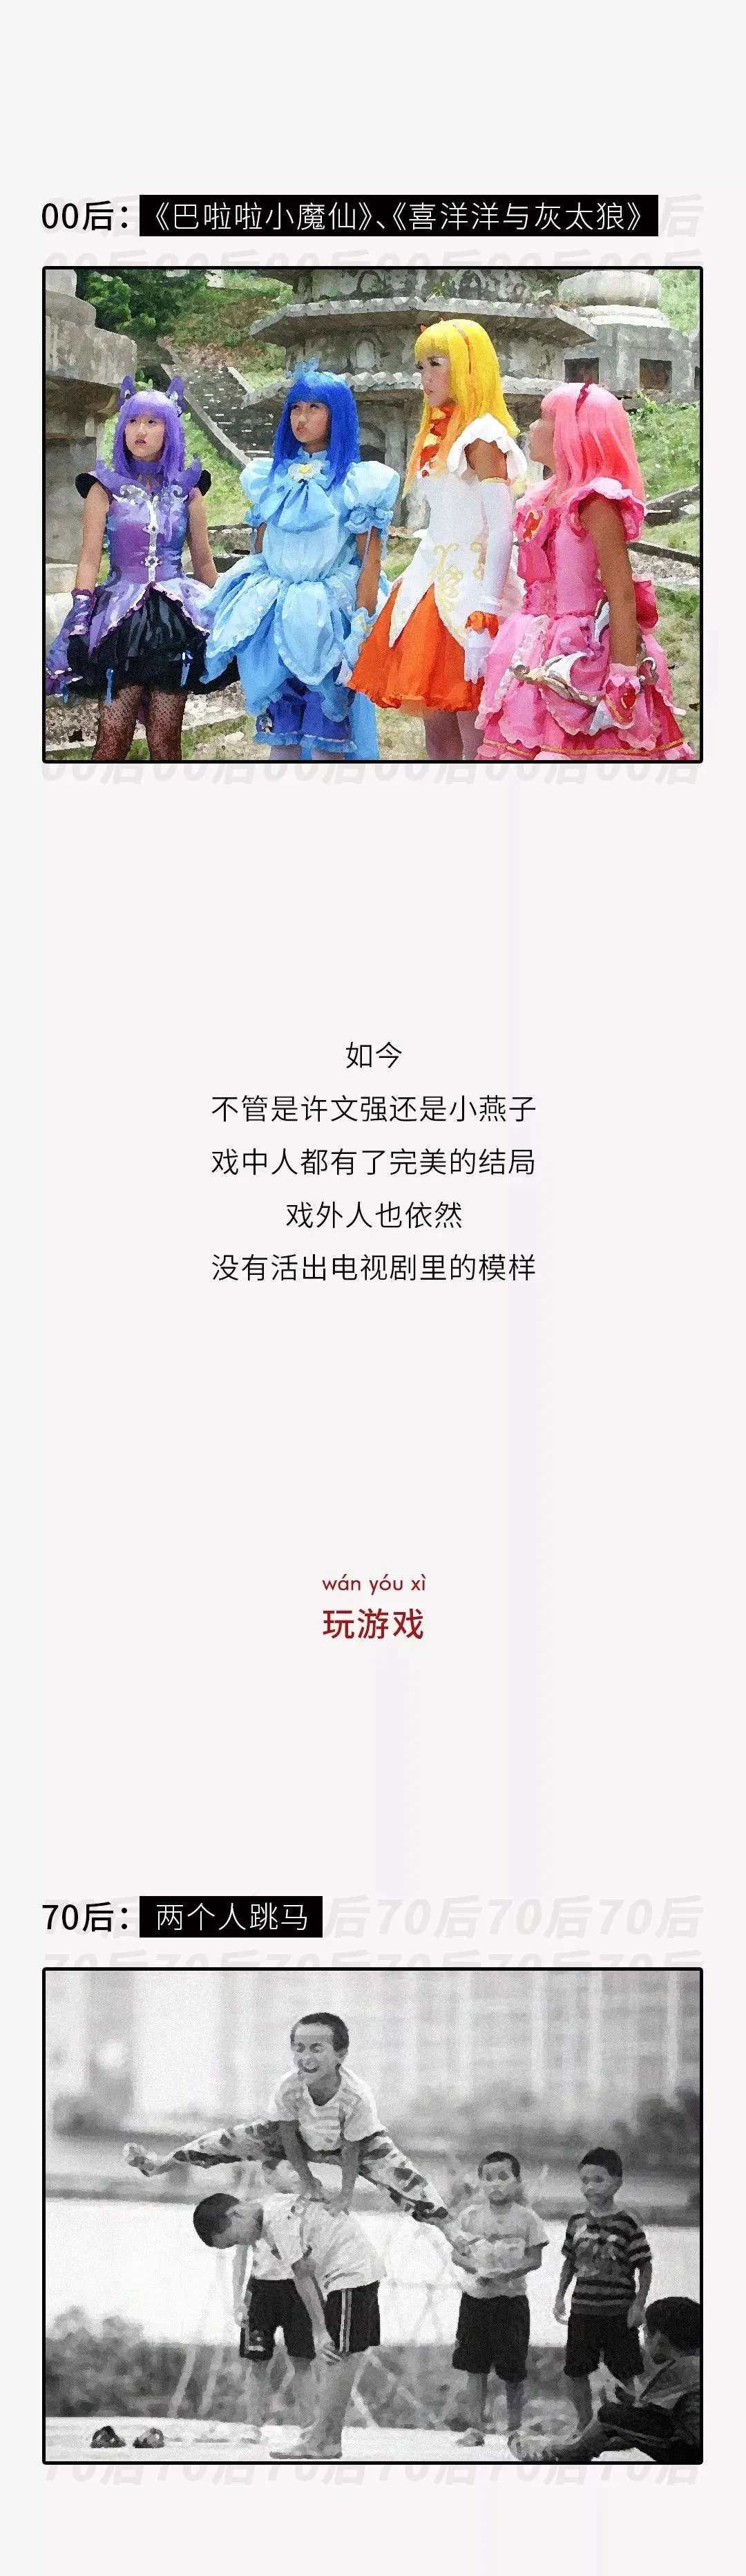 00后：《巴啦啦小魔仙》、《喜洋洋与灰太狼》
如今
不管是许文强还是小燕子
戏中人都有了完美的结局
戏外人也依然
没有活出电视剧里的模样
wán yóu xì
玩游戏
70后：两个人跳马